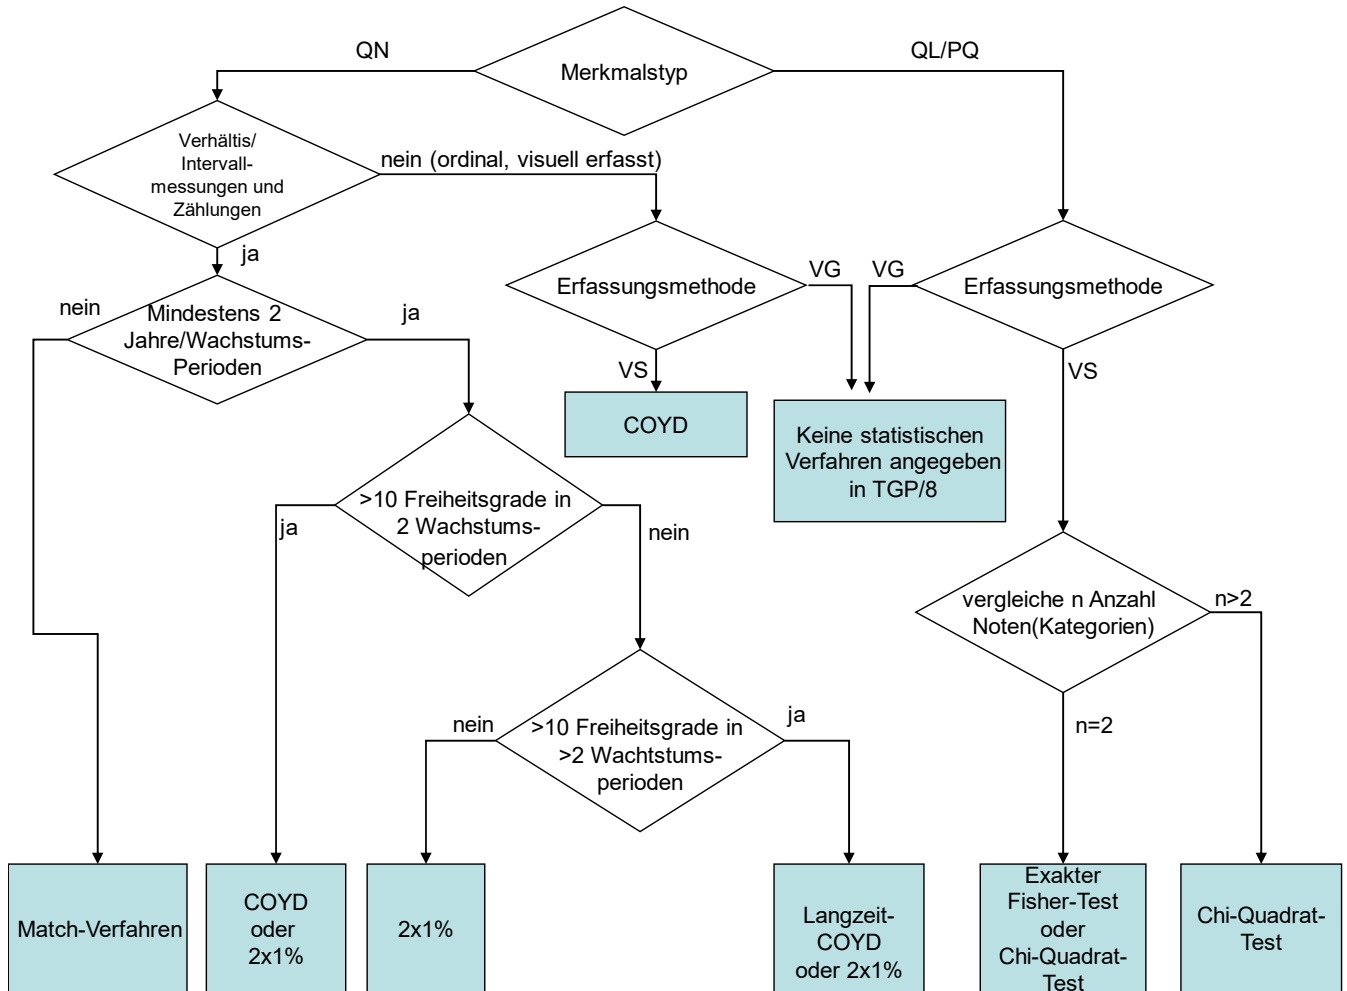 QN
QL/PQ
Merkmalstyp
Verhältis/
Intervall-
messungen und
Zählungen
nein (ordinal, visuell erfasst)
ja
Erfassungsmethode
VG
VG
Erfassungsmethode
nein
Mindestens 2
Jahre/Wachstums-
Perioden
ja
VS
VS
COYD
Keine statistischen
Verfahren angegeben
in TGP/8
>10 Freiheitsgrade in
2 Wachstums-
perioden
ja
nein
vergleiche n Anzahl
Noten(Kategorien)
n>2
n=2
nein
>10 Freiheitsgrade in
>2 Wachtstums-
perioden
ja
Match-Verfahren
COYD
oder
2x1%
2x1%
Langzeit-
COYD
oder 2x1%
Exakter
Fisher-Test
oder
Chi-Quadrat-
Test
Chi-Quadrat-
Test